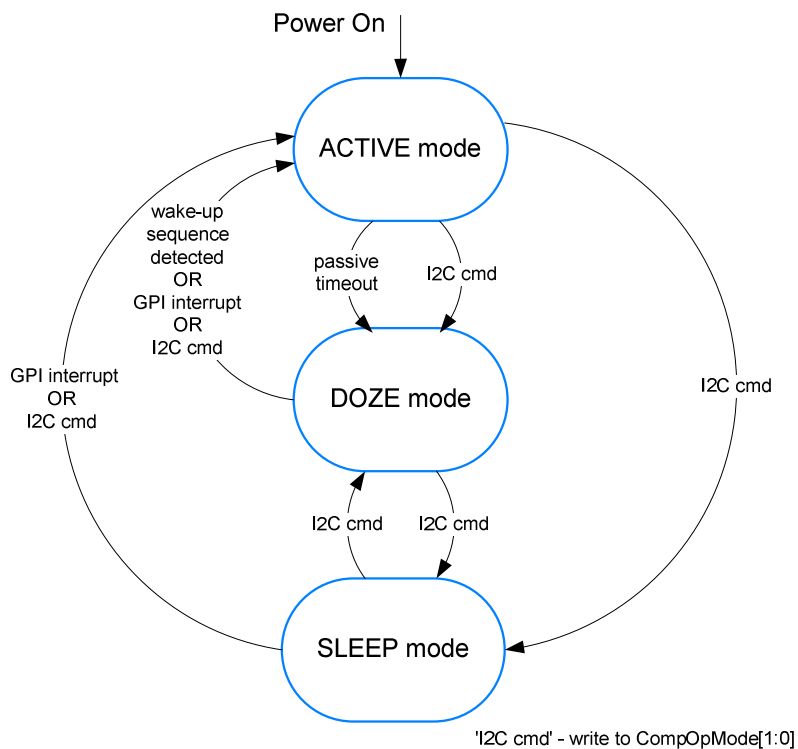 Power On
ACTIVE mode
wake-up
sequence
detected
OR
GPI interrupt
OR
I2C cmd
passive
timeout
I2C cmd
GPI interrupt
OR
I2C cmd
I2C cmd
DOZE mode
I2C cmd
I2C cmd
SLEEP mode
'I2C cmd' - write to CompOpMode[1:0]